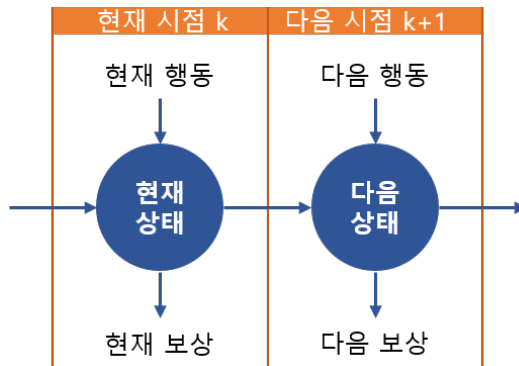 현재 시점 k
다음 시점 k+1
현재 행동
다음 행동
현재
상태
다음
상태
현재 보상
다음 보상